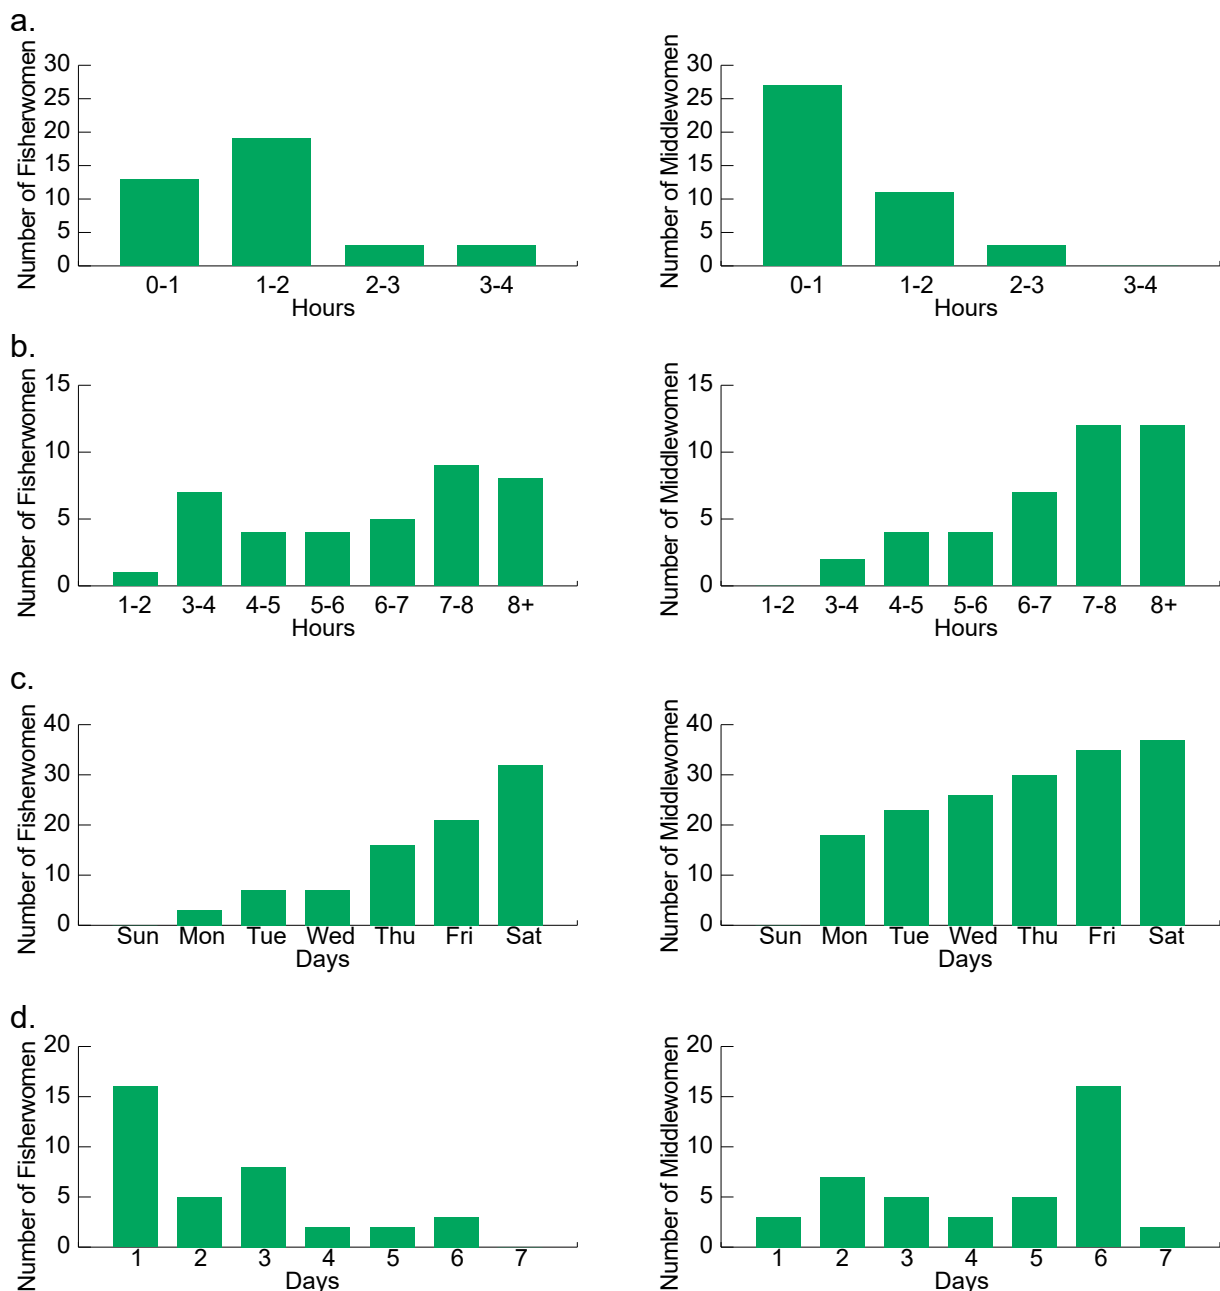 a.
Number of Fisherwomen
30
25
20
15
10
5
0
0-1 1-2 2-3 3-4
Hours
Number of Middlewomen
30
25
20
15
10
5
0
0-1 1-2 2-3 3-4
Hours
b.
Number of Fisherwomen
15
10
5
0
1-2 3-4 4-5 5-6 6-7 7-8 8+
Hours
Number of Middlewomen
15
10
5
0
1-2 3-4 4-5 5-6 6-7 7-8 8+
Hours
c.
Number of Fisherwomen
40
30
20
10
0
Sun Mon Tue Wed Thu Fri Sat
Days
Number of Middlewomen
40
30
20
10
0
Sun Mon Tue Wed Thu Fri Sat
Days
d.
Number of Fisherwomen
20
15
10
5
0
1 2 3 4 5 6 7
Days
Number of Middlewomen
20
15
10
5
0
1 2 3 4 5 6 7
Days